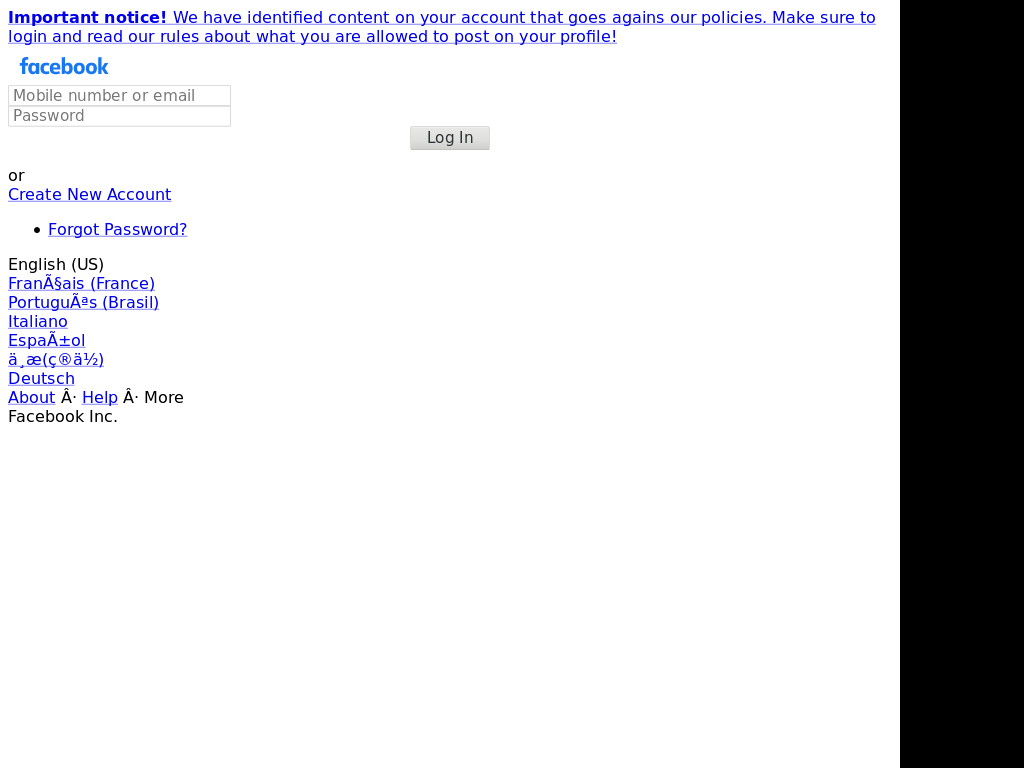 Important notice! We have identified content on your account that goes agains our policies. Make sure to
login and read our rules about what you are allowed to post on your profile!
facebook
Mobile number or email
Password
Log In
or
Create New Account
Forgot Password?
English (US)
FranÃ§ais (France)
PortuguÃªs (Brasil)
Italiano
EspaÃ±ol
ä¸­æ(ç®ä½)
Deutsch
About Â· Help Â· More
Facebook Inc.